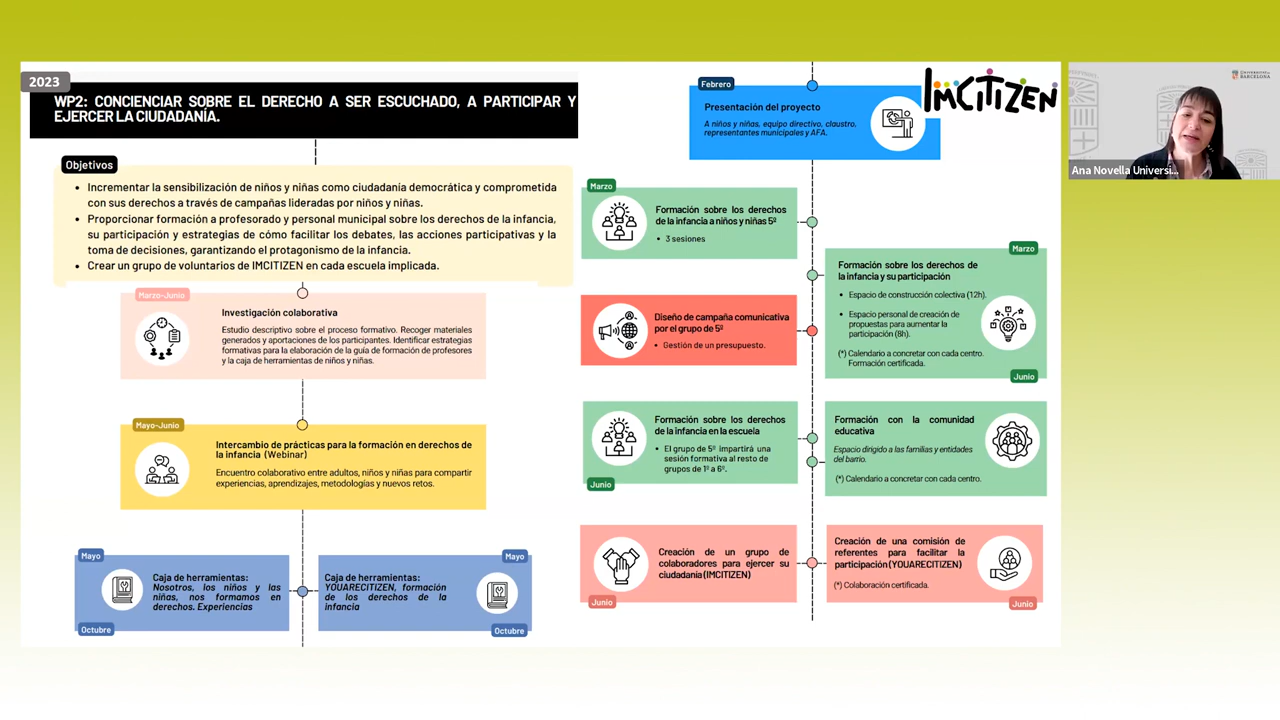 2023
WP2: CONCIENCIAR SOBRE EL DERECHO A SER ESCUCHADO, A PARTICIPAR Y
EJERCER LA CIUDADANÍA.
Objetivos
• Incrementar la sensibilización de niños y niñas como ciudadanía democrática y comprometida
con sus derechos a través de campañas lideradas por niños y niñas.
• Proporcionar formación a profesorado y personal municipal sobre los derechos de la infancia,
su participación y estrategias de cómo facilitar los debates, las acciones participativas y la
toma de decisiones, garantizando el protagonismo de la infancia.
• Crear un grupo de voluntarios de IMCITIZEN en cada escuela implicada.
Marzo-Junio
Investigación colaborativa
Estudio descriptivo sobre el proceso formativo. Recoger materiales
generados y aportaciones de los participantes. Identificar estrategias
formativas para la elaboración de la guía de formación de profesores
y la caja de herramientas de niños y niñas.
Mayo-Junio
Intercambio de prácticas para la formación en derechos de
la infancia (Webinar)
Encuentro colaborativo entre adultos, niños y niñas para compartir
experiencias, aprendizajes, metodologías y nuevos retos.
Mayo
Caja de herramientas:
Nosotros, los niños y las
niñas, nos formamos en
derechos. Experiencias
Octubre
Mayo
Caja de herramientas:
YOUARECITIZEN, formación
de los derechos de la
infancia
Octubre
Febrero
Presentación del proyecto
A niños y niñas, equipo directivo, claustro,
representantes municipales y AFA.
IMCITIZEN
Marzo
Formación sobre los derechos
de la infancia a niños y niñas 5º
• 3 sesiones
Marzo
Formación sobre los derechos de
la infancia y su participación
• Espacio de construcción colectiva (12h).
• Espacio personal de creación de
propuestas para aumentar la
participación (8h).
(*) Calendario a concretar con cada centro.
Formación certificada.
Junio
Diseño de campaña comunicativa
por el grupo de 5º
• Gestión de un presupuesto.
Formación sobre los derechos
de la infancia en la escuela
• El grupo de 5º impartirá una
sesión formativa al resto de
grupos de 1º a 6º.
Junio
Formación con la comunidad
educativa
Espacio dirigido a las familias y entidades
del barrio.
(*) Calendario a concretar con cada centro.
Creación de un grupo de
colaboradores para ejercer su
ciudadanía (IMCITIZEN)
Junio
Creación de una comisión de
referentes para facilitar la
participación (YOUARECITIZEN)
(*) Colaboración certificada.
Junio
UNIVERSITAT DE
BARCELONA
Ana Novella Universi...